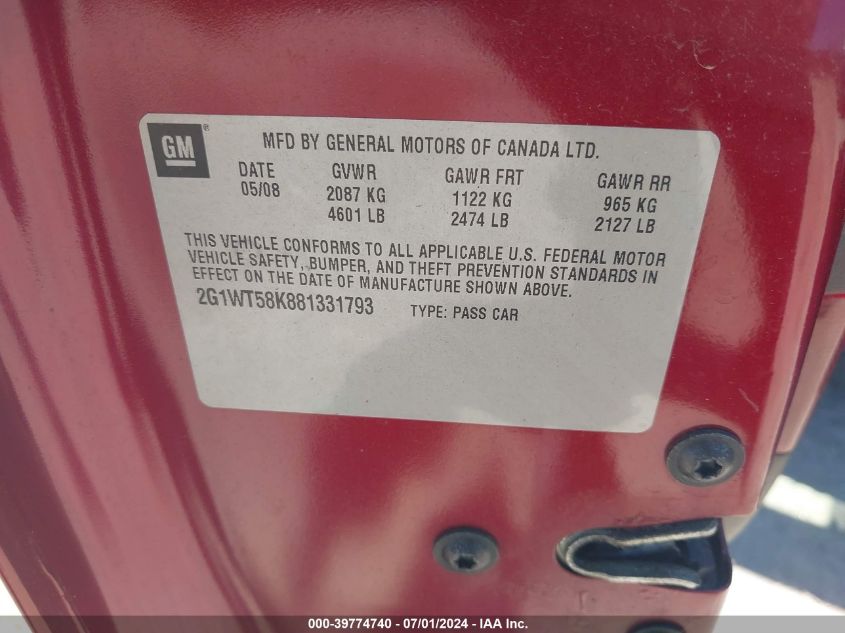 GM®
MFD BY GENERAL MOTORS OF CANADA LTD.
DATE GVWR GAWR FRT GAWR RR
05/08 2087 KG 1122 KG 965 KG
4601 LB 2474 LB 2127 LB
THIS VEHICLE CONFORMS TO ALL APPLICABLE U.S. FEDERAL MOTOR
VEHICLE SAFETY, BUMPER, AND THEFT PREVENTION STANDARDS IN
EFFECT ON THE DATE OF MANUFACTURE SHOWN ABOVE.
2G1WT58K881331793 TYPE: PASS CAR
000-39774740 - 07/01/2024 - IAA Inc.